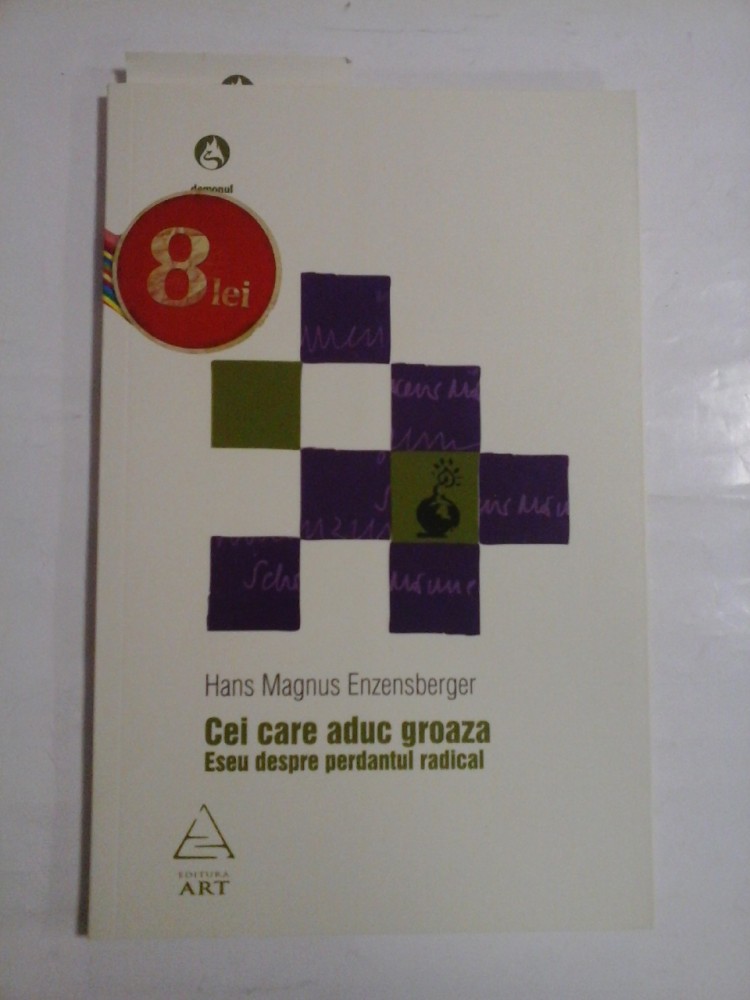 demonul
8 lei
Hans Magnus Enzensberger
Cei care aduc groaza
Eseu despre perdantul radical
EDITURA
ART